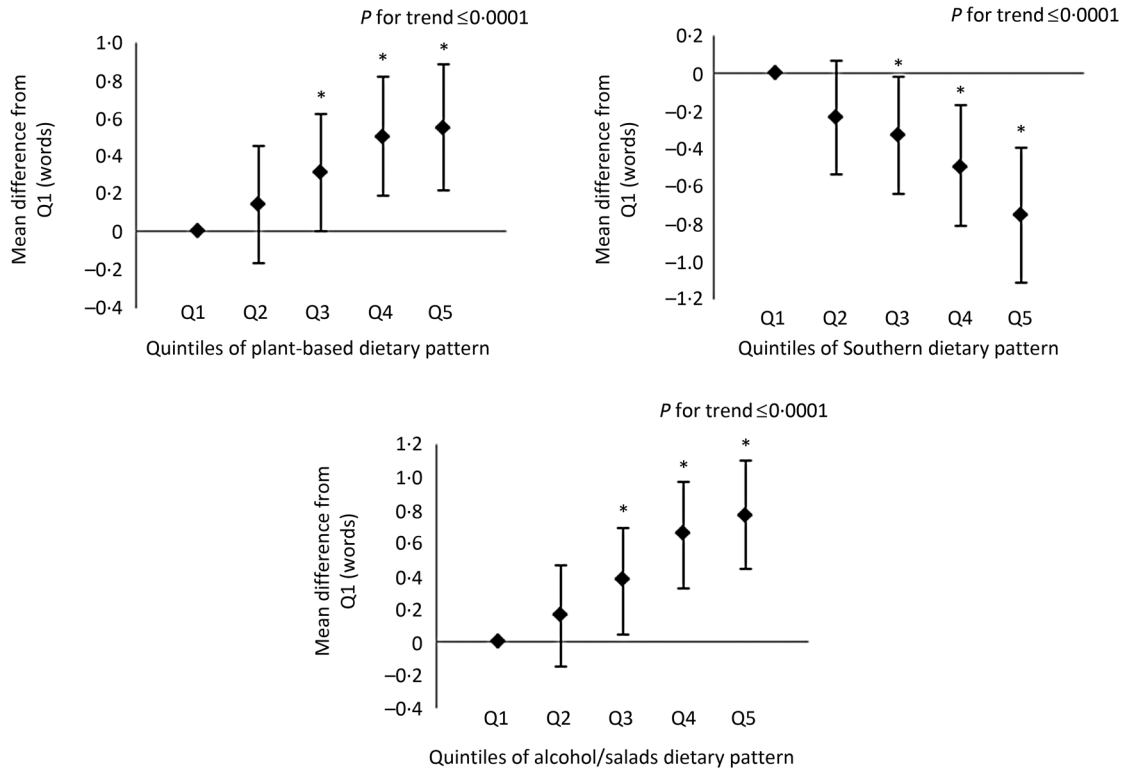 P for trend ≤0·0001
1·0
0·8
0·6
0·4
0·2
0
–0·2
–0·4
Mean difference from
Q1 (words)
* * *
Q1 Q2 Q3 Q4 Q5
Quintiles of plant-based dietary pattern
P for trend ≤0·0001
0·2
0
–0·2
–0·4
–0·6
–0·8
–1·0
–1·2
Mean difference from
Q1 (words)
* * *
Q1 Q2 Q3 Q4 Q5
Quintiles of Southern dietary pattern
P for trend ≤0·0001
1·2
1·0
0·8
0·6
0·4
0·2
0
–0·2
–0·4
Mean difference from
Q1 (words)
* * *
Q1 Q2 Q3 Q4 Q5
Quintiles of alcohol/salads dietary pattern